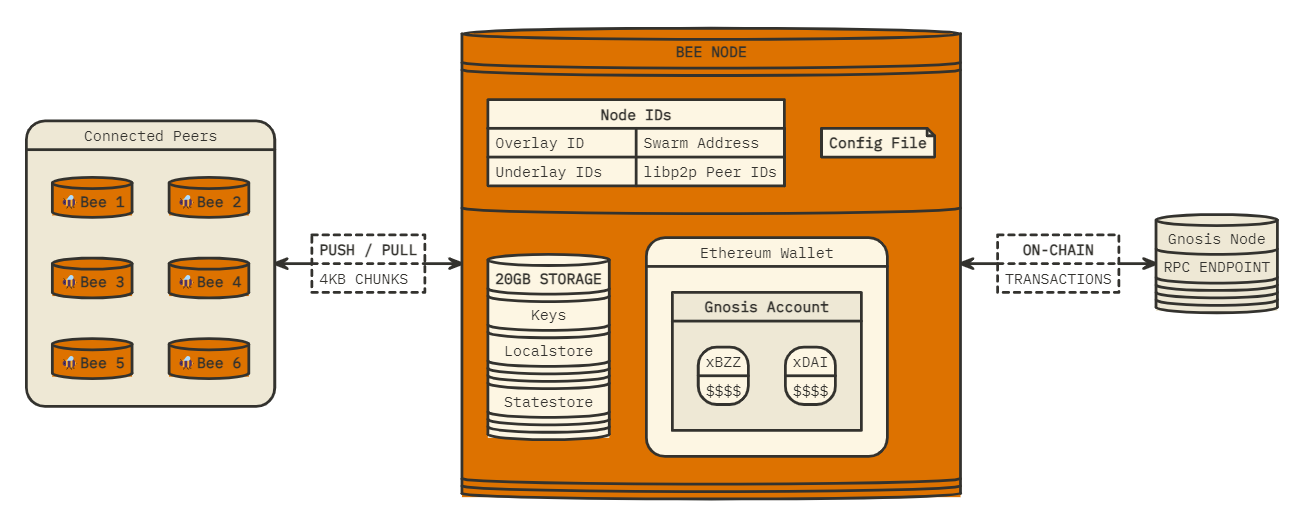 BEE NODE
Node IDs
Overlay ID Swarm Address
Underlay IDs libp2p Peer IDs
Config File
Connected Peers
🐝Bee 1 🐝Bee 2
🐝Bee 3 🐝Bee 4
🐝Bee 5 🐝Bee 6
PUSH / PULL
4KB CHUNKS
20GB STORAGE
Keys
Localstore
Statestore
Ethereum Wallet
Gnosis Account
xBZZ xDAI
$$$$ $$$$
ON-CHAIN
TRANSACTIONS
Gnosis Node
RPC ENDPOINT